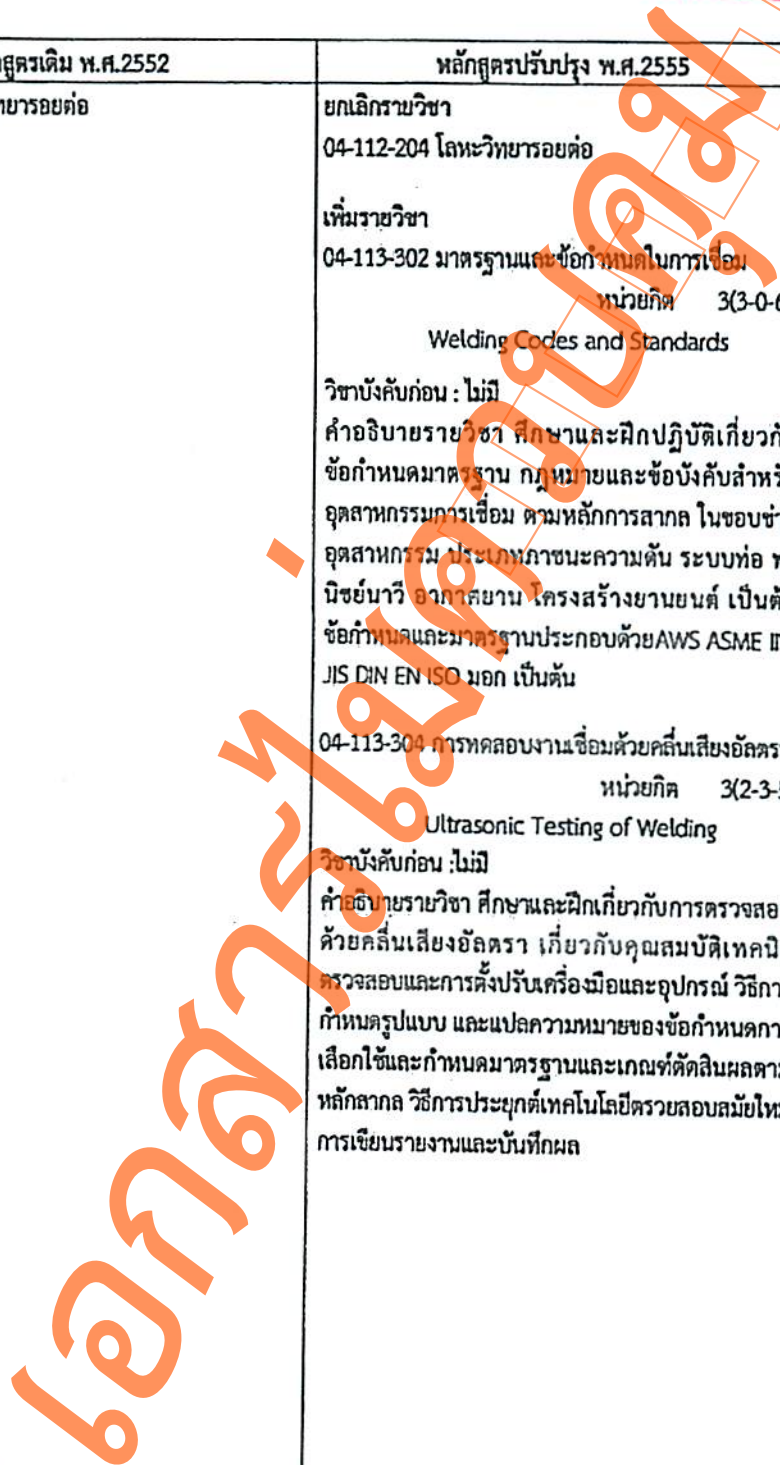 สูตรเดิม พ.ศ.2552
หลักสูตรปรับปรุง พ.ศ.2555
ทยารอยต่อ
ยกเลิกรายวิชา
04-112-204 โลหะวิทยารอยต่อ
เพิ่มรายวิชา
04-113-302 มาตรฐานและข้อกำหนดในการเชื่อม
หน่วยกิต 3(3-0-6
Welding Codes and Standards
วิชาบังคับก่อน : ไม่มี
คำอธิบายรายวิชา ศึกษาและฝึกปฏิบัติเกี่ยวกั
ข้อกำหนดมาตรฐาน กฎหมายและข้อบังคับสำหรั
อุตสาหกรรมการเชื่อม ตามหลักการสากล ในขอบข่า
อุตสาหกรรม ประเภทภาชนะความดัน ระบบท่อ พ
นิชย์นาวี อากาศยาน โครงสร้างยานยนต์ เป็นต้
ข้อกำหนดและมาตรฐานประกอบด้วยAWS ASME
JIS DIN EN ISO มอก เป็นต้น
04-113-304 การทดสอบงานเชื่อมด้วยคลื่นเสียงอัลตร
หน่วยกิต 3(2-3-5
Ultrasonic Testing of Welding
วิชาบังคับก่อน :ไม่มี
คำอธิบายรายวิชา ศึกษาและฝึกเกี่ยวกับการตรวจสอ
ด้วยคลื่นเสียงอัลตรา เกี่ยวกับคุณสมบัติเทคนิ
ตรวจสอบและการตั้งปรับเครื่องมือและอุปกรณ์ วิธีกา
กำหนดรูปแบบ และแปลความหมายของข้อกำหนดกา
เลือกใช้และกำหนดมาตรฐานและเกณฑ์ตัดสินผลตาม
หลักสากล วิธีการประยุกต์เทคโนโลยีตรวยสอบสมัยใหม
การเขียนรายงานและบันทึกผล
เอกสารไม่ควบคุม